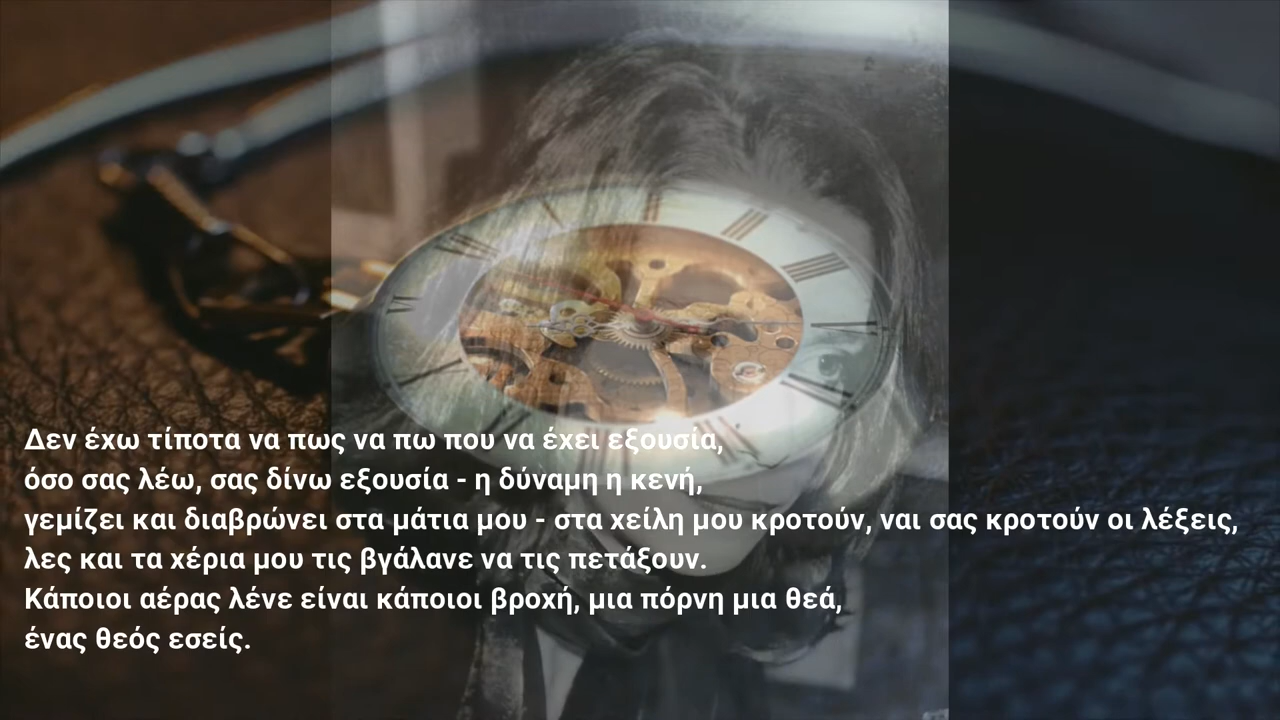 Δεν έχω τίποτα να πως να πω που να έχει εξουσία,
όσο σας λέω, σας δίνω εξουσία - η δύναμη η κενή,
γεμίζει και διαβρώνει στα μάτια μου - στα χείλη μου κροτούν, ναι σας κροτούν οι λέξεις,
λες και τα χέρια μου τις βγάλανε να τις πετάξουν.
Κάποιοι αέρας λένε είναι κάποιοι βροχή, μια πόρνη μια θεά,
ένας θεός εσείς.